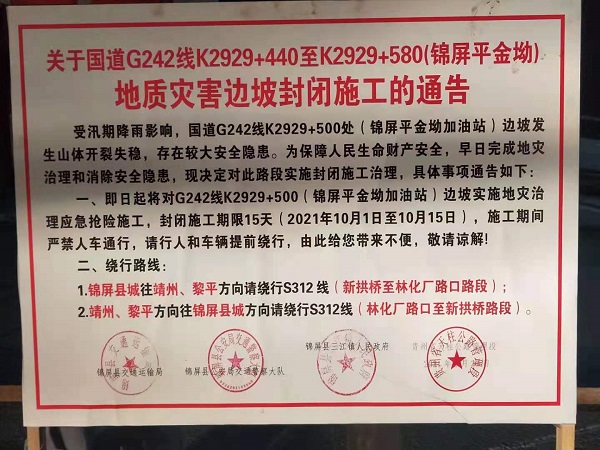 关于国道G242线K2929+440至K2929+580(锦屏平金坳)
地质灾害边坡封闭施工的通告
受汛期降雨影响，国道G242线K2929+500处（锦屏平金坳加油站）边坡发
生山体开裂失稳，存在较大安全隐患。为保障人民生命财产安全，早日完成地灾
治理和消除安全隐患，现决定对此路段实施封闭施工治理，具体事项通告如下：
一、即日起将对G242线K2929+500（锦屏平金坳加油站）边坡实施地灾治
理应急抢险施工，封闭施工期限15天（2021年10月1日至10月15日），施工期间
严禁人车通行，请行人和车辆提前绕行，由此给您带来不便，敬请谅解!
二、绕行路线：
1.锦屏县城往靖州、黎平方向请绕行S312线（新拱桥至林化厂路口路段）；
2.靖州、黎平方向往锦屏县城方向请绕行S312线（林化厂路口至新拱桥路段）。
锦屏县三江镇人民政府
锦屏县交通运输局 锦屏县公安局交通警察大队